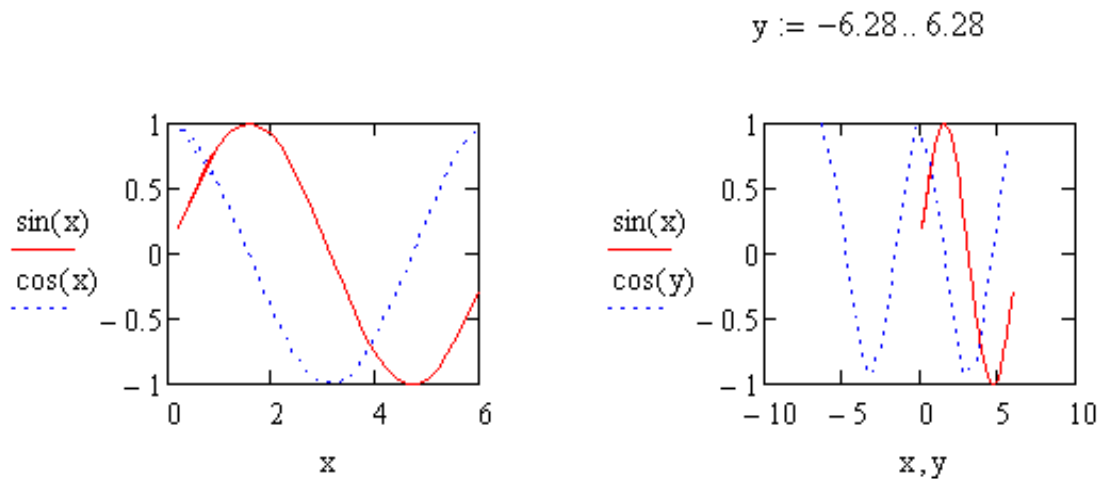 y := −6.28 .. 6.28
1
0.5
0
− 0.5
− 1
sin(x)
cos(x)
0 2 4 6
x
1
0.5
0
− 0.5
− 1
sin(x)
cos(y)
− 10 − 5 0 5 10
x, y